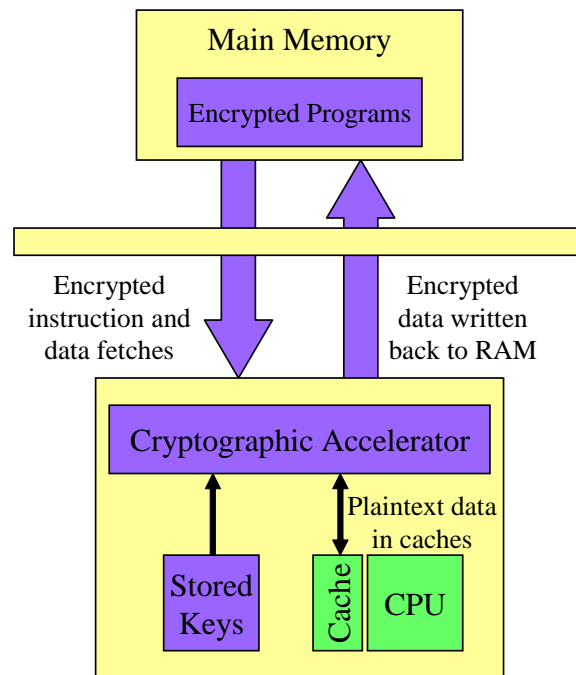 Main Memory
Encrypted Programs
Encrypted
instruction and
data fetches
Encrypted
data written
back to RAM
Cryptographic Accelerator
Plaintext data
in caches
Stored
Keys
Cache
CPU